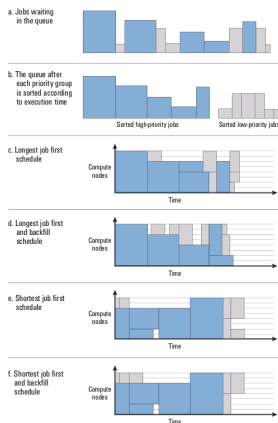 a. Jobs waiting
in the queue
b. The queue after
each priority group
is sorted according
to execution time
Sorted high-priority jobs
Sorted low-priority jobs
c. Longest job first
schedule
Compute
nodes
Time
d. Longest job first
and backfill
schedule
Compute
nodes
Time
e. Shortest job first
schedule
Compute
nodes
Time
f. Shortest job first
and backfill
schedule
Compute
nodes
Time